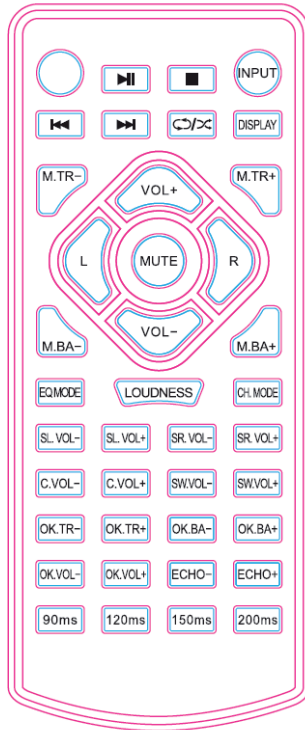 INPUT
DISPLAY
M.TR− M.TR+
VOL+
L MUTE R
VOL−
M.BA− M.BA+
EQ.MODE LOUDNESS CH. MODE
SL. VOL− SL. VOL+ SR. VOL− SR. VOL+
C.VOL− C.VOL+ SW.VOL− SW.VOL+
OK.TR− OK.TR+ OK.BA− OK.BA+
OK.VOL− OK.VOL+ ECHO− ECHO+
90ms 120ms 150ms 200ms